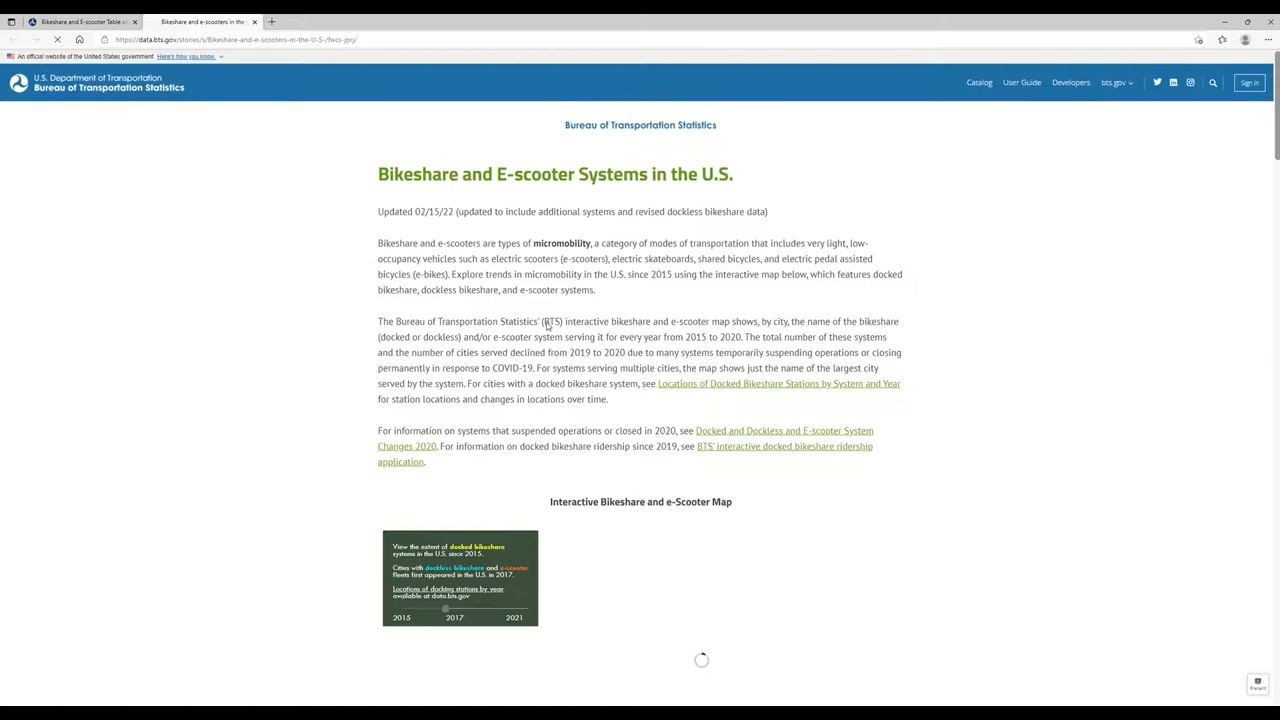 Bikeshare and E-scooter Table of
Bikeshare and e-scooters in the
https://data.bts.gov/stories/s/Bikeshare-and-e-scooters-in-the-U-S-/fwcs-jprj/
An official website of the United States government Here's how you know
U.S. Department of Transportation
Bureau of Transportation Statistics
Catalog User Guide Developers bts.gov Sign in
Bureau of Transportation Statistics
Bikeshare and E-scooter Systems in the U.S.
Updated 02/15/22 (updated to include additional systems and revised dockless bikeshare data)
Bikeshare and e-scooters are types of micromobility, a category of modes of transportation that includes very light, low-
occupancy vehicles such as electric scooters (e-scooters), electric skateboards, shared bicycles, and electric pedal assisted
bicycles (e-bikes). Explore trends in micromobility in the U.S. since 2015 using the interactive map below, which features docked
bikeshare, dockless bikeshare, and e-scooter systems.
The Bureau of Transportation Statistics' (BTS) interactive bikeshare and e-scooter map shows, by city, the name of the bikeshare
(docked or dockless) and/or e-scooter system serving it for every year from 2015 to 2020. The total number of these systems
and the number of cities served declined from 2019 to 2020 due to many systems temporarily suspending operations or closing
permanently in response to COVID-19. For systems serving multiple cities, the map shows just the name of the largest city
served by the system. For cities with a docked bikeshare system, see Locations of Docked Bikeshare Stations by System and Year
for station locations and changes in locations over time.
For information on systems that suspended operations or closed in 2020, see Docked and Dockless and E-scooter System
Changes 2020. For information on docked bikeshare ridership since 2019, see BTS' interactive docked bikeshare ridership
application.
Interactive Bikeshare and e-Scooter Map
View the extent of docked bikeshare
systems in the U.S. since 2015.
Cities with dockless bikeshare and e-scooter
fleets first appeared in the U.S. in 2017.
Locations of docking stations by year
available at data.bts.gov
2015 2017 2021
Present